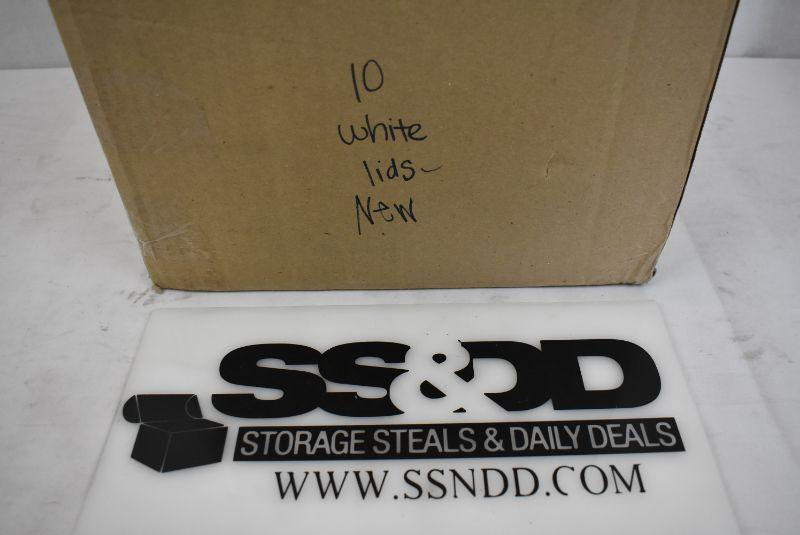 10
white
lids-
New
SS&DD
STORAGE STEALS & DAILY DEALS
WWW.SSNDD.COM